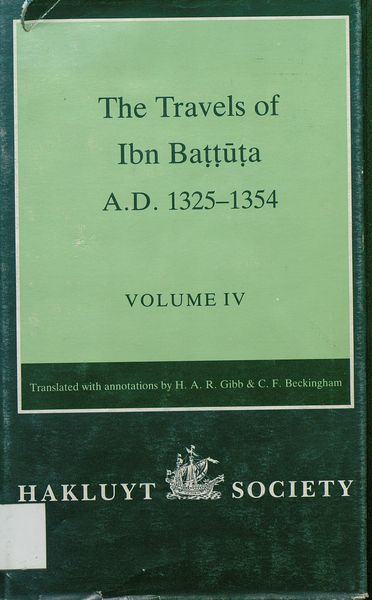 The Travels of
Ibn Baṭṭūṭa
A.D. 1325–1354
VOLUME IV
Translated with annotations by H. A. R. Gibb & C. F. Beckingham
HAKLUYT SOCIETY